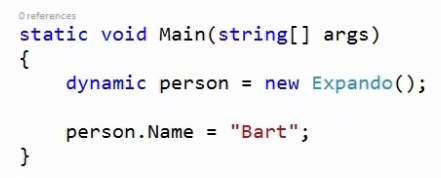 0 references
static void Main(string[] args)
{
    dynamic person = new Expando();

    person.Name = "Bart";
}